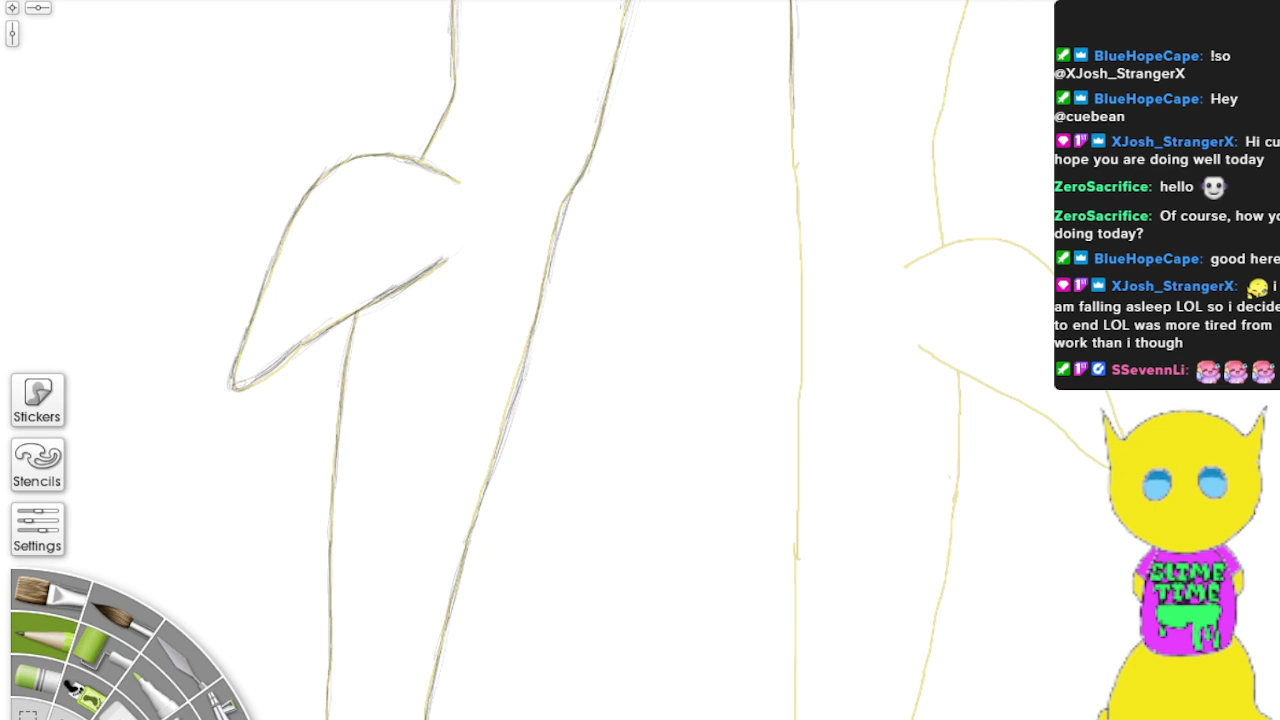 BlueHopeCape: !so
@XJosh_StrangerX
BlueHopeCape: Hey
@cuebean
XJosh_StrangerX: Hi cu
hope you are doing well today
ZeroSacrifice: hello
ZeroSacrifice: Of course, how yo
doing today?
BlueHopeCape: good here
XJosh_StrangerX: i
am falling asleep LOL so i decide
to end LOL was more tired from
work than i though
SSevennLi:
Stickers
Stencils
Settings
SLIME
TIME